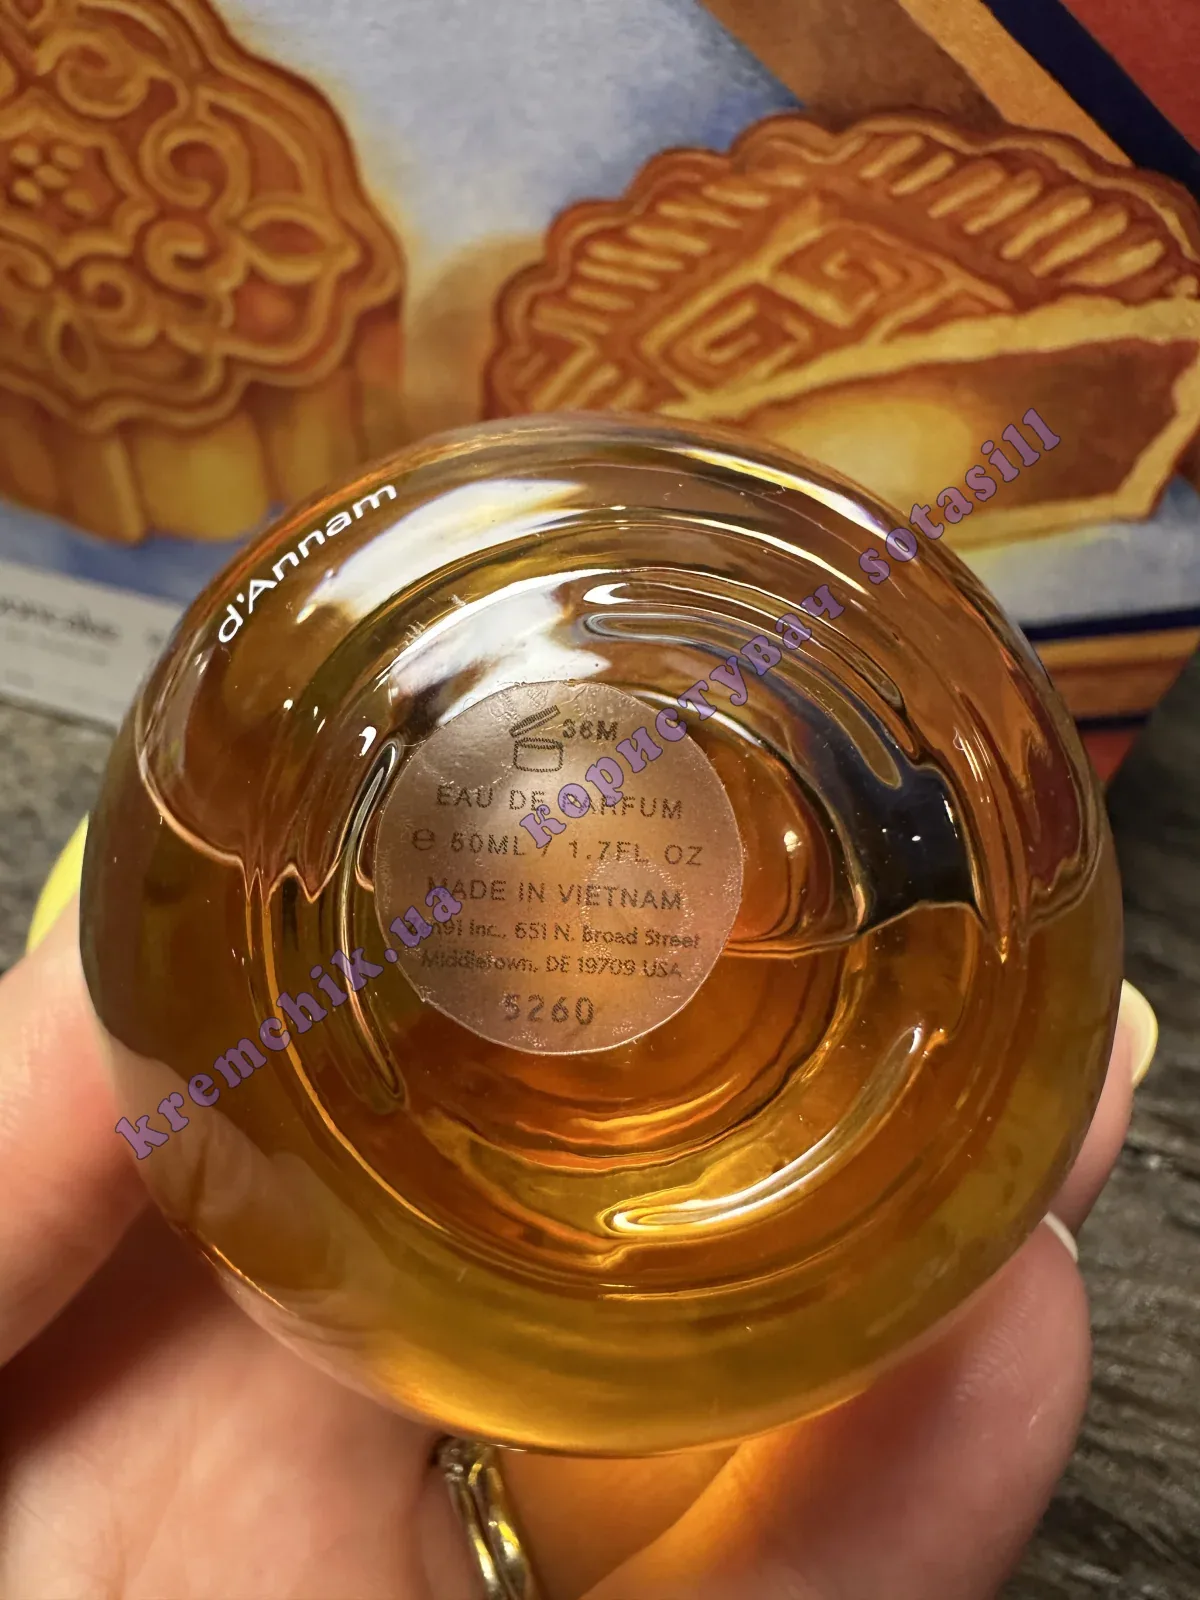 d'Annam
36M
EAU DE PARFUM
℮ 50ML / 1.7FL OZ
MADE IN VIETNAM
Inc., 651 N. Broad Street
Middletown, DE 19709 USA
5260
kremchik.ua користувач sotasill